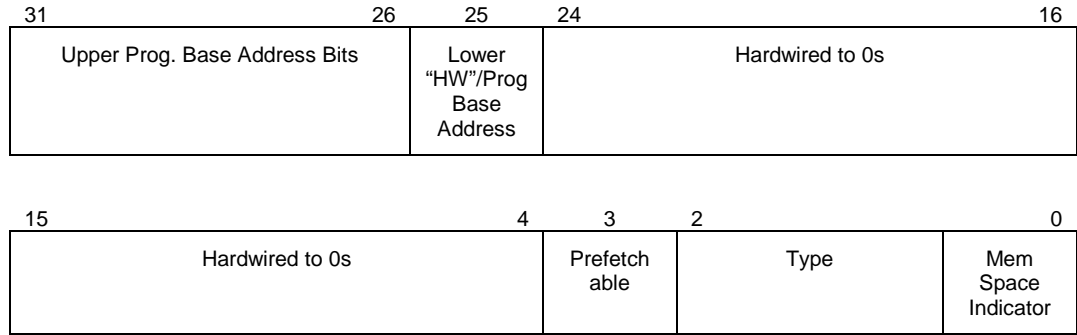 31 26 25 24 16
Upper Prog. Base Address Bits
Lower
“HW”/Prog
Base
Address
Hardwired to 0s
15 4 3 2 0
Hardwired to 0s
Prefetch
able
Type
Mem
Space
Indicator